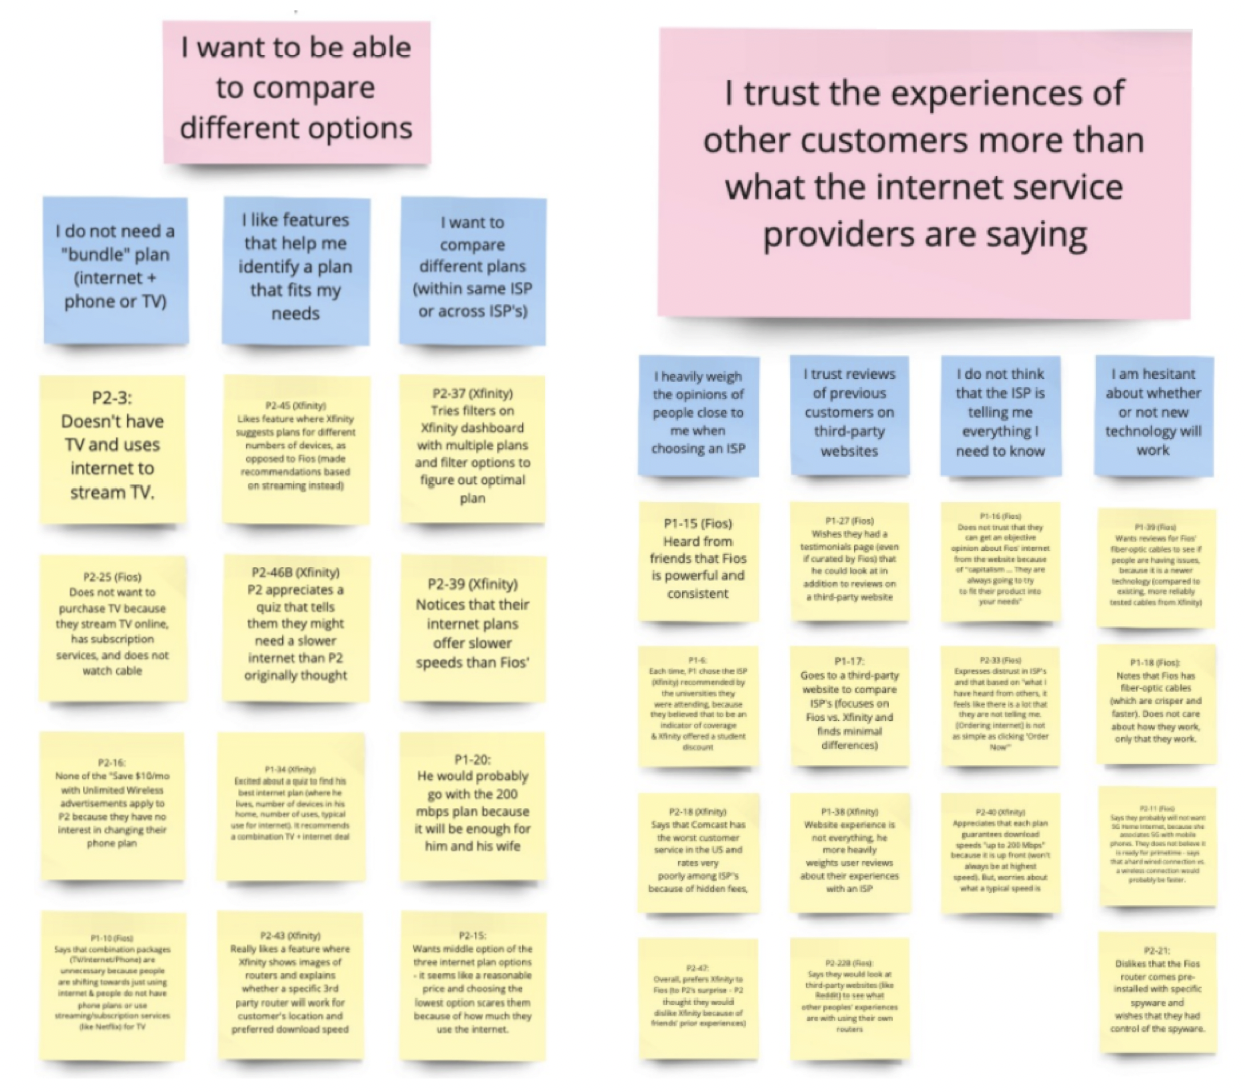 I want to be able
to compare
different options
I do not need a
"bundle" plan
(internet +
phone or TV)
I like features
that help me
identify a plan
that fits my
needs
I want to
compare
different plans
(within same ISP
or across ISP's)
P2-3:
Doesn't have
TV and uses
internet to
stream TV.
P2-45 (Xfinity)
Likes feature where Xfinity
suggests plans for different
numbers of devices, as
opposed to Fios (made
recommendations based
on streaming instead)
P2-37 (Xfinity)
Tries filters on
Xfinity dashboard
with multiple plans
and filter options to
figure out optimal
plan
P2-25 (Fios)
Does not want to
purchase TV because
they stream TV online,
has subscription
services, and does not
watch cable
P2-46B (Xfinity)
P2 appreciates a
quiz that tells
them they might
need a slower
internet than P2
originally thought
P2-39 (Xfinity)
Notices that their
internet plans
offer slower
speeds than Fios'
P2-16:
None of the "Save $10/mo
with Unlimited Wireless
advertisements apply to
P2 because they have no
interest in changing their
phone plan
P1-34 (Xfinity)
Excited about a quiz to find his
best internet plan (where he
lives, number of devices in his
home, number of uses, typical
use for internet). It recommends
a combination TV + internet deal
P1-20:
He would probably
go with the 200
mbps plan because
it will be enough for
him and his wife
P1-10 (Fios)
Says that combination packages
(TV/Internet/Phone) are
unnecessary because people
are shifting towards just using
internet & people do not have
phone plans or use
streaming/subscription services
(like Netflix) for TV
P2-43 (Xfinity)
Really likes a feature where
Xfinity shows images of
routers and explains
whether a specific 3rd
party router will work for
customer's location and
preferred download speed
P2-15:
Wants middle option of the
three internet plan options
- it seems like a reasonable
price and choosing the
lowest option scares them
because of how much they
use the internet.
I trust the experiences of
other customers more than
what the internet service
providers are saying
I heavily weigh
the opinions of
people close to
me when
choosing an ISP
I trust reviews
of previous
customers on
third-party
websites
I do not think
that the ISP is
telling me
everything I
need to know
I am hesitant
about whether
or not new
technology will
work
P1-15 (Fios)
Heard from
friends that Fios
is powerful and
consistent
P1-27 (Fios)
Wishes they had a
testimonials page (even
if curated by Fios) that
he could look at in
addition to reviews on
a third-party website
P1-16 (Fios)
Does not trust that they
can get an objective
opinion about Fios' internet
from the website because
of "capitalism ... They are
always going to try
to fit their product into
your needs"
P1-39 (Fios)
Wants reviews for Fios'
fiber-optic cables to see if
people are having issues,
because it is a newer
technology (compared to
existing, more reliably
tested cables from Xfinity)
P1-6:
Each time, P1 chose the ISP
(Xfinity) recommended by
the universities they
were attending, because
they believed that to be an
indicator of coverage
& Xfinity offered a student
discount
P1-17:
Goes to a third-party
website to compare
ISP's (focuses on
Fios vs. Xfinity and
finds minimal
differences)
P2-33 (Fios)
Expresses distrust in ISP's
and that based on "what I
have heard from others, it
feels like there is a lot that
they are not telling me.
[Ordering internet] is not
as simple as clicking 'Order
Now'"
P1-18 (Fios):
Notes that Fios has
fiber-optic cables
(which are crisper and
faster). Does not care
about how they work,
only that they work.
P2-18 (Xfinity)
Says that Comcast has
the worst customer
service in the US and
rates very
poorly among ISP's
because of hidden fees,
P1-38 (Xfinity)
Website experience is
not everything, he
more heavily
weights user reviews
about their experiences
with an ISP
P2-40 (Xfinity)
Appreciates that each plan
guarantees download
speeds "up to 200 Mbps"
because it is up front (won't
always be at highest
speed). But, worries about
what a typical speed is
P2-11 (Fios)
Says they probably will not want
5G Home Internet, because she
associates 5G with mobile
phones. They does not believe it
is ready for primetime - says
that a hard wired connection vs.
a wireless connection would
probably be faster.
P2-47:
Overall, prefers Xfinity to
Fios (to P2's surprise - P2
thought they would
dislike Xfinity because of
friends' prior experiences)
P2-22B (Fios):
Says they would look at
third-party websites (like
Reddit) to see what
other peoples' experiences
are with using their own
routers
P2-21:
Dislikes that the Fios
router comes pre-
installed with specific
spyware and
wishes that they had
control of the spyware.